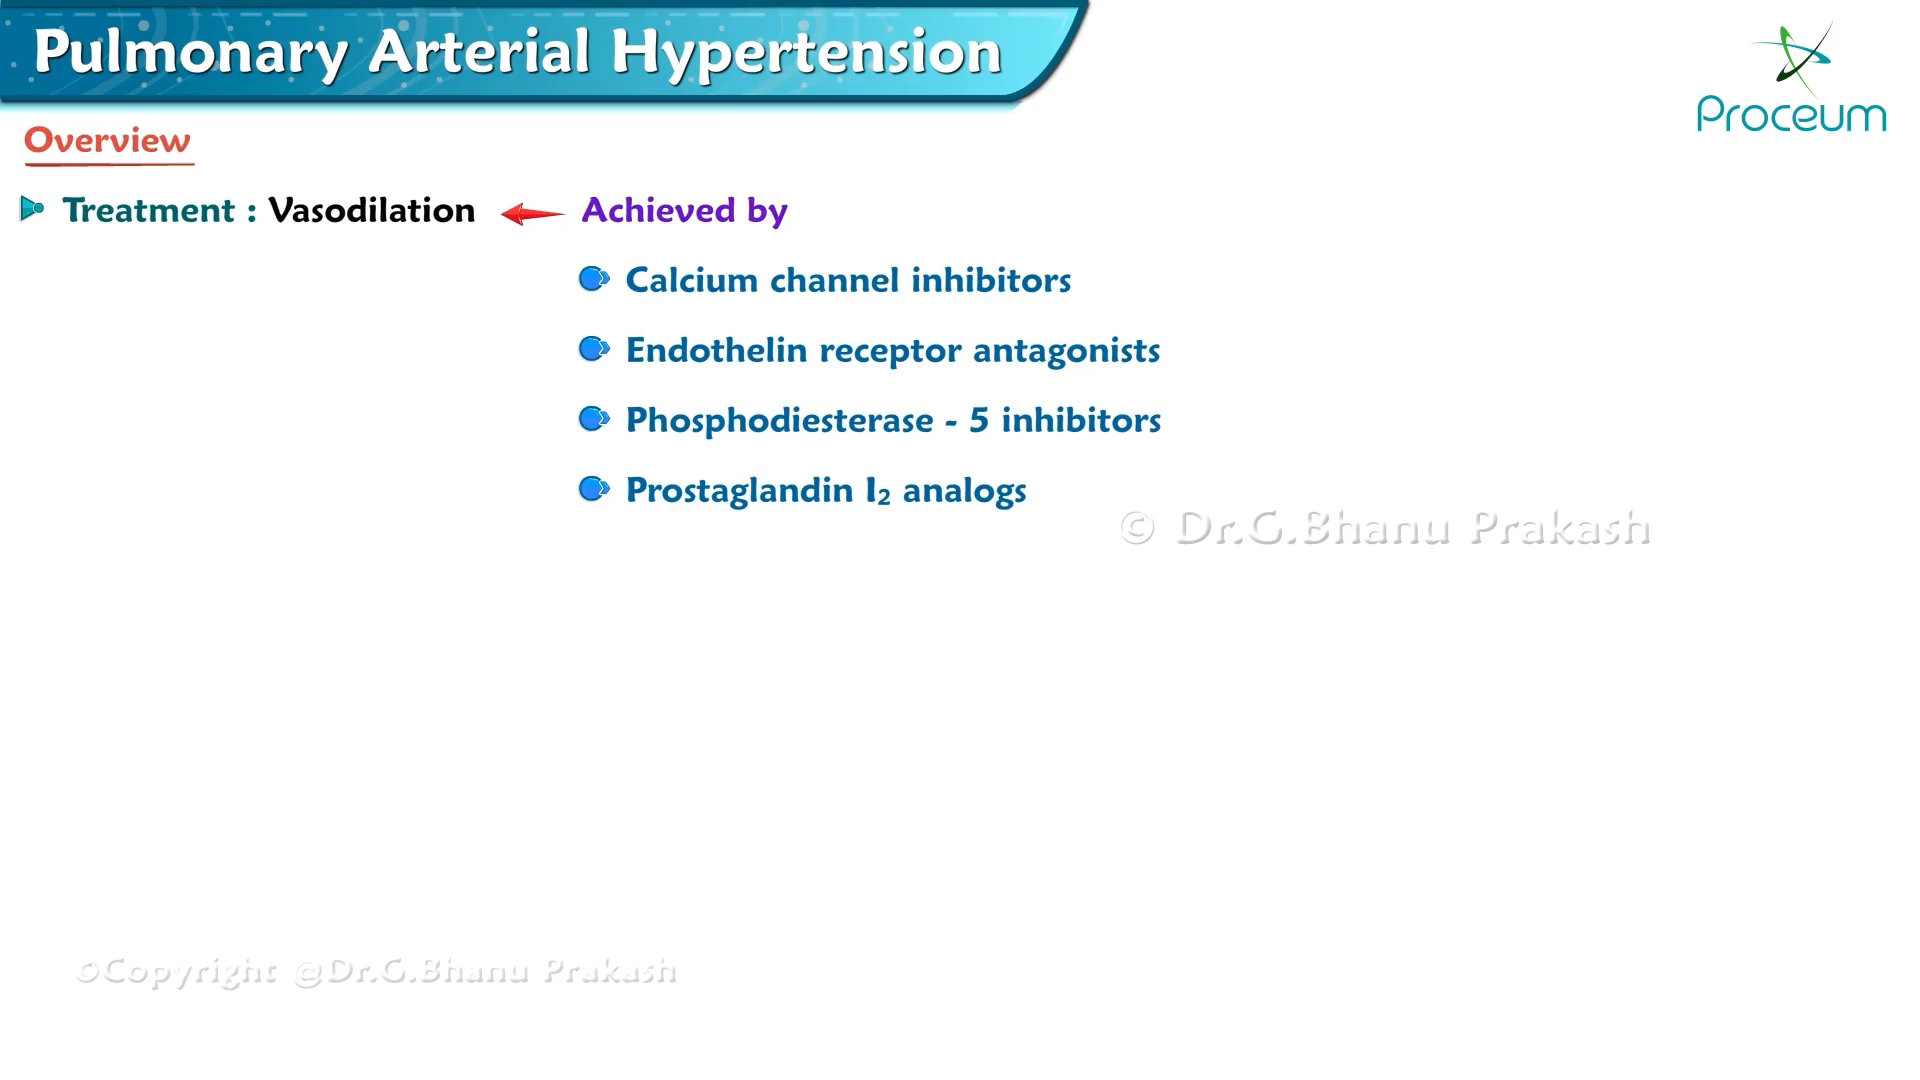 Pulmonary Arterial Hypertension
Proceum
Overview
Treatment : Vasodilation Achieved by
Calcium channel inhibitors
Endothelin receptor antagonists
Phosphodiesterase - 5 inhibitors
Prostaglandin I₂ analogs
© Dr.G.Bhanu Prakash
©Copyright @Dr.G.Bhanu Prakash